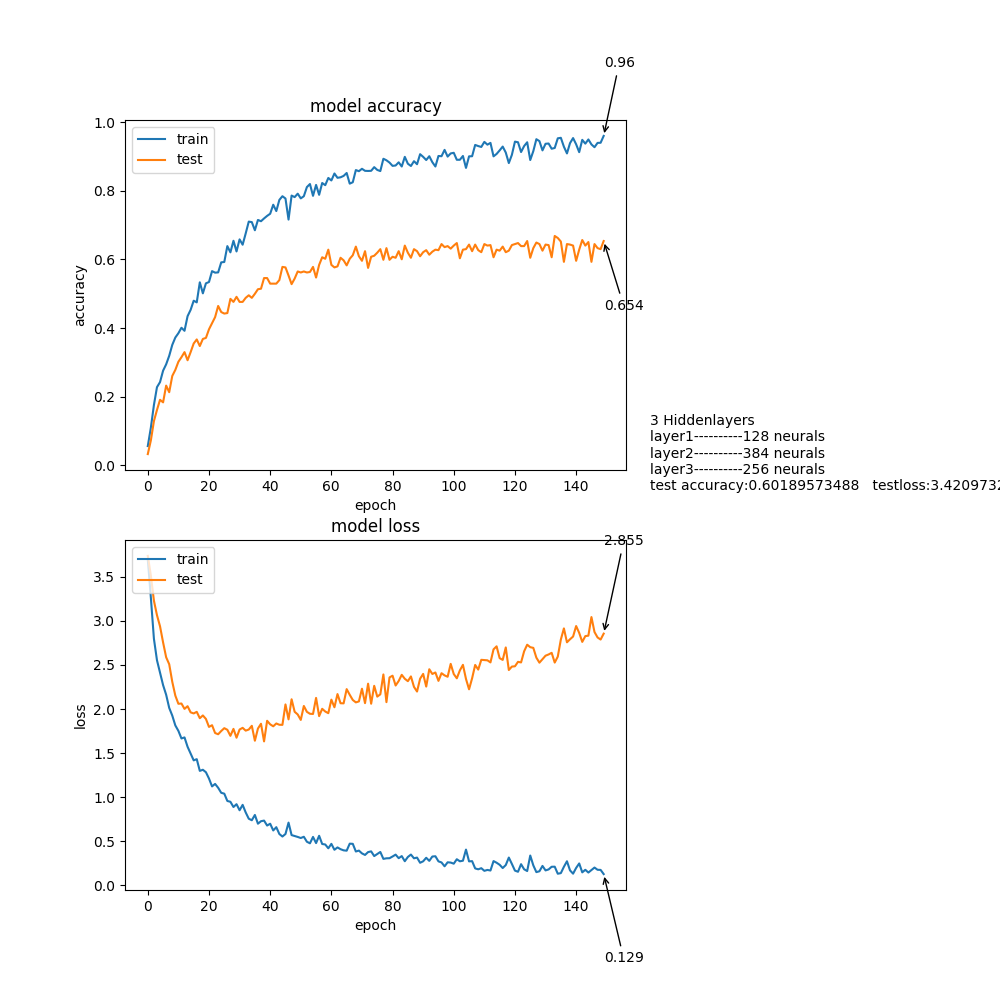 0.96
model accuracy
train
test
1.0
0.8
0.6
0.4
0.2
0.0
accuracy
0 20 40 60 80 100 120 140
epoch
0.654
3 Hiddenlayers
layer1----------128 neurals
layer2----------384 neurals
layer3----------256 neurals
test accuracy:0.60189573488   testloss:3.4209732
model loss
2.855
train
test
3.5
3.0
2.5
2.0
1.5
1.0
0.5
0.0
loss
0 20 40 60 80 100 120 140
epoch
0.129